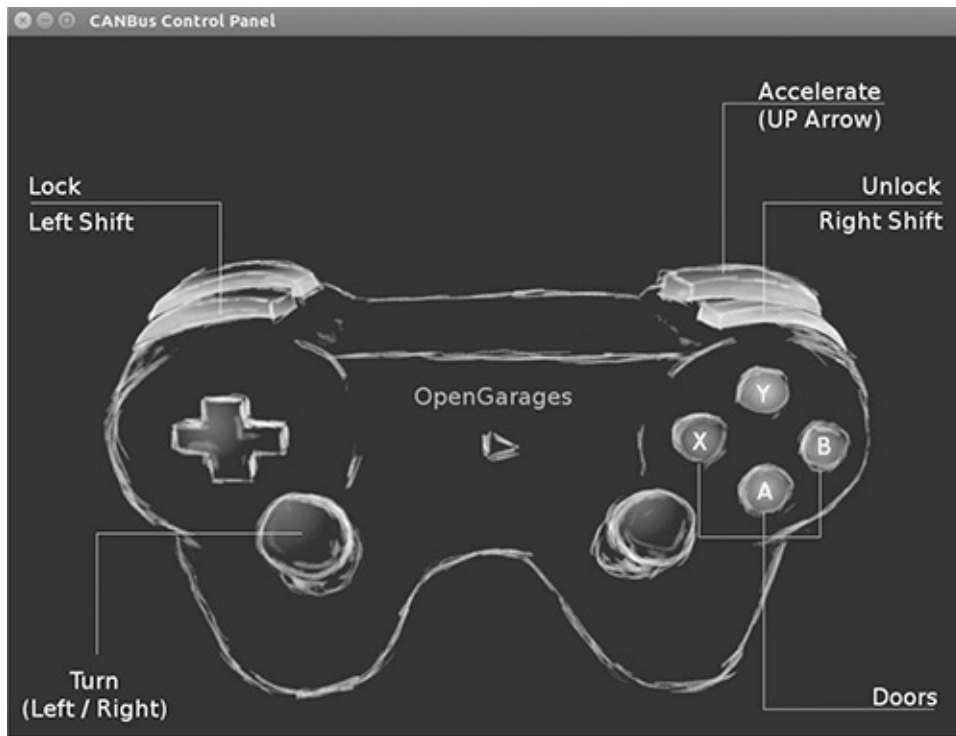 CANBus Control Panel
Accelerate
(UP Arrow)
Lock
Left Shift
Unlock
Right Shift
OpenGarages
Y
X
B
A
Turn
(Left / Right)
Doors